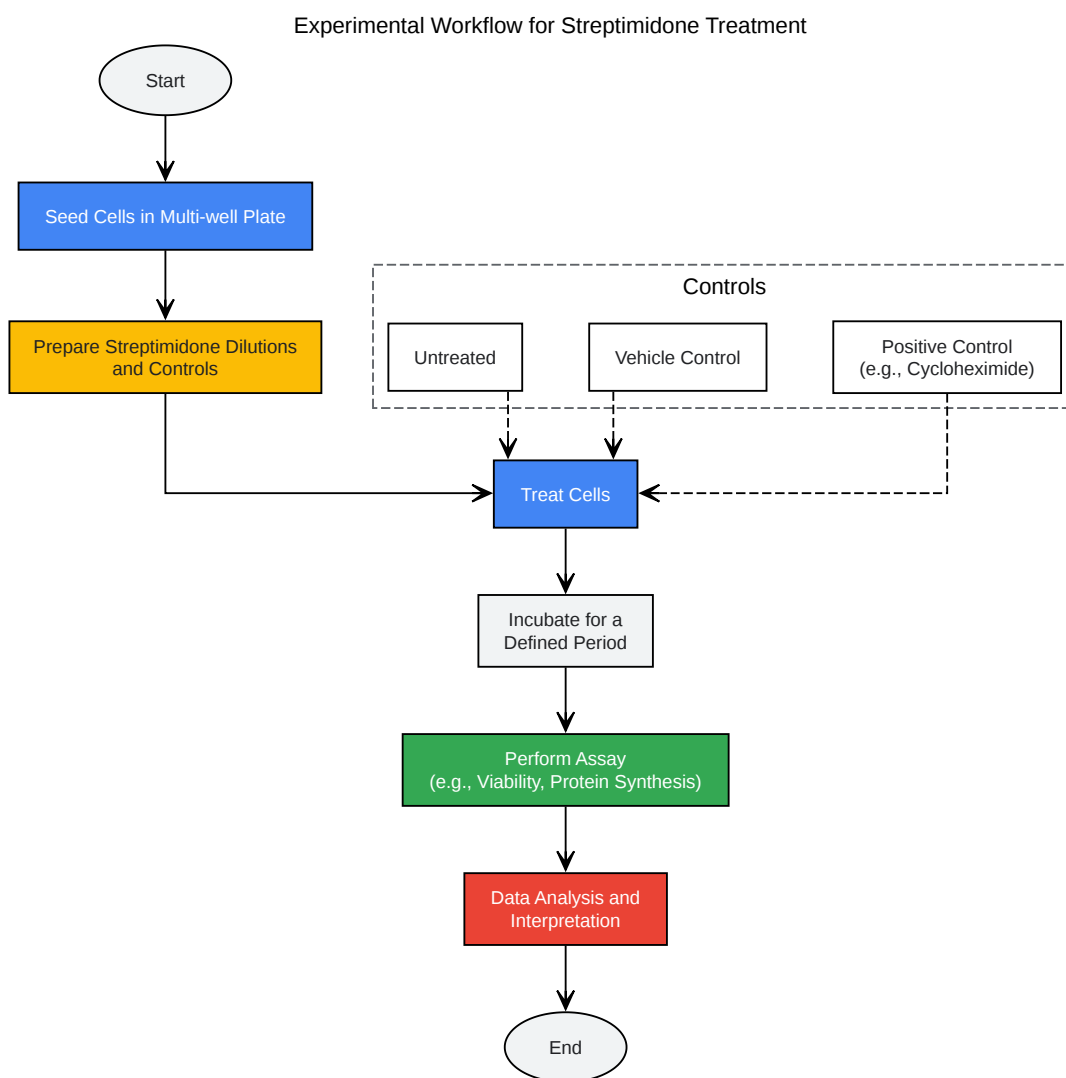 Experimental Workflow for Streptimidone Treatment
Start
Seed Cells in Multi-well Plate
Prepare Streptimidone Dilutions
and Controls
Controls
Untreated
Vehicle Control
Positive Control
(e.g., Cycloheximide)
Treat Cells
Incubate for a
Defined Period
Perform Assay
(e.g., Viability, Protein Synthesis)
Data Analysis and
Interpretation
End